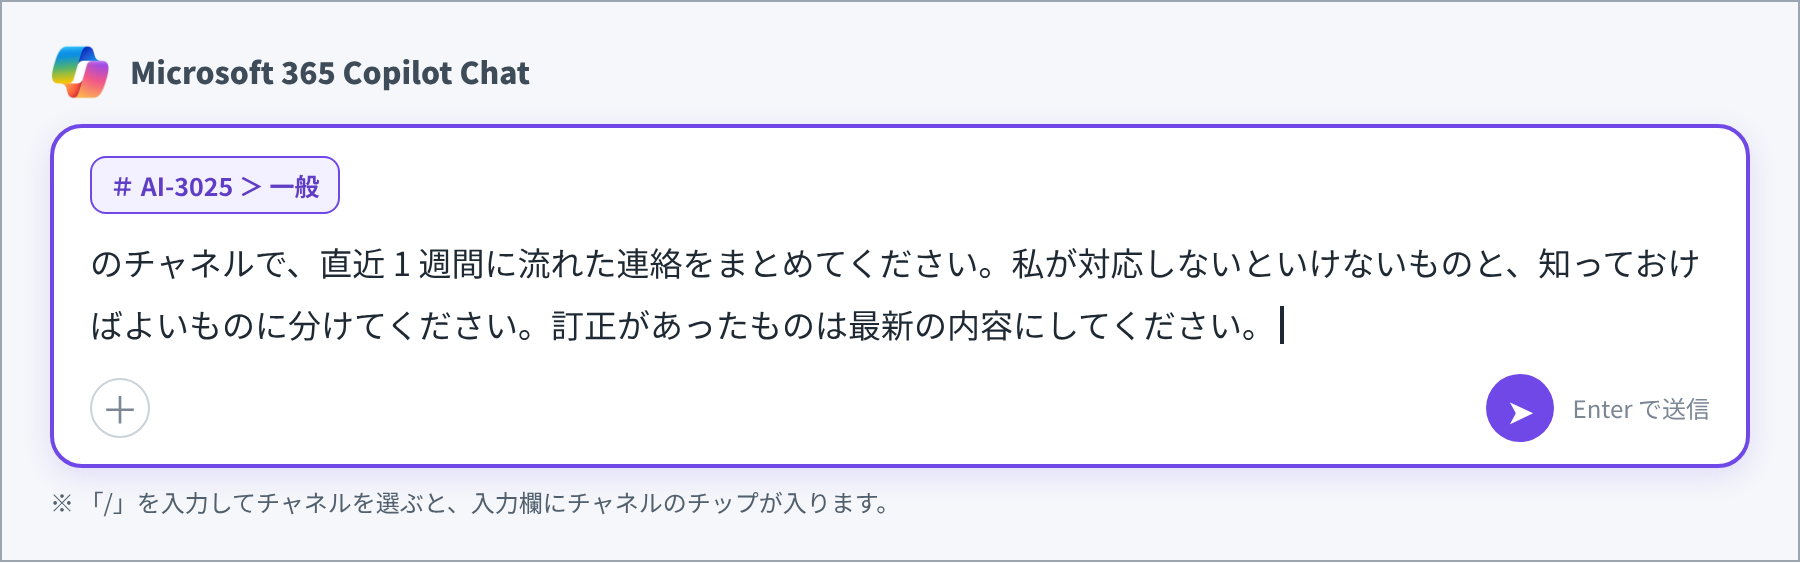 Microsoft 365 Copilot Chat
# AI-3025 > 一般
のチャネルで、直近 1 週間に流れた連絡をまとめてください。私が対応しないといけないものと、知っておけ
ばよいものに分けてください。訂正があったものは最新の内容にしてください。
Enter で送信
※ 「/」を入力してチャネルを選ぶと、入力欄にチャネルのチップが入ります。